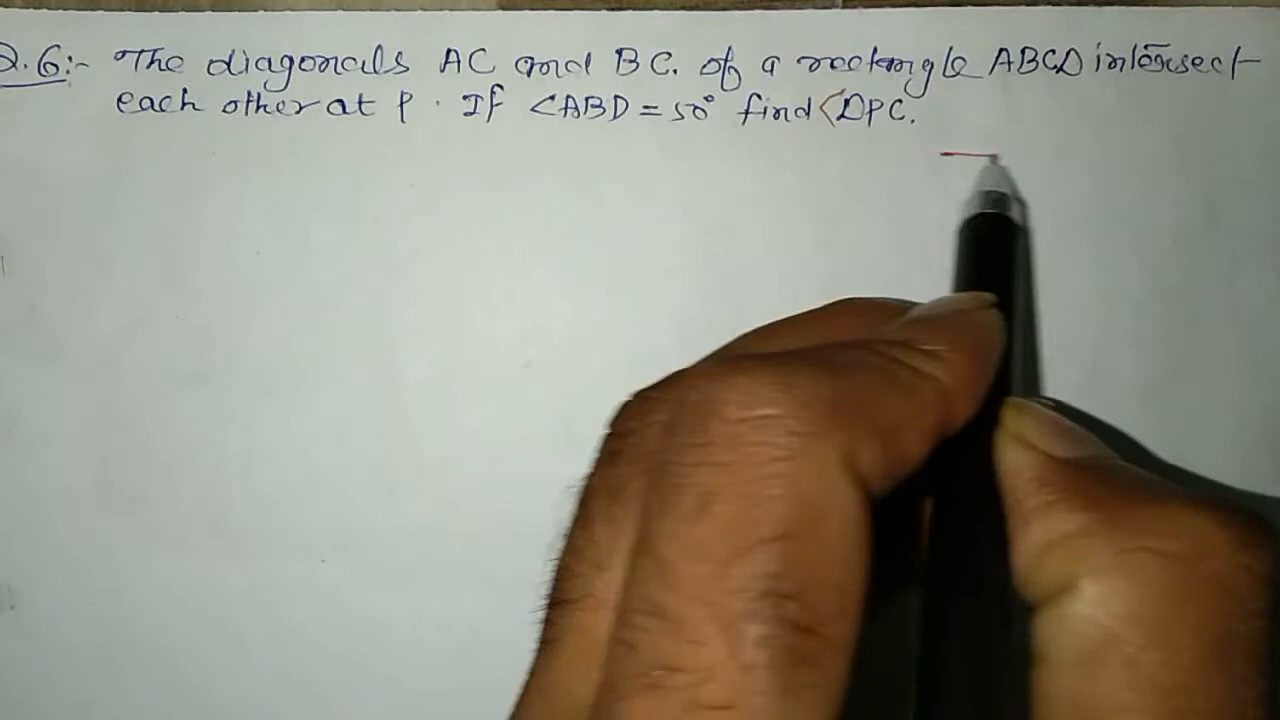 Q.6:- The diagonals AC and BC. of a rectangle ABCD intersect
each other at P. If <ABD = 50° find <DPC.